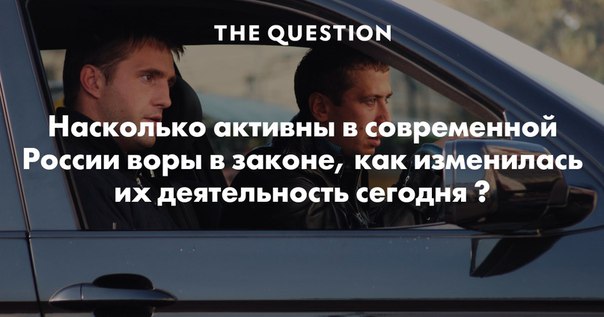 THE QUESTION
Насколько активны в современной
России воры в законе, как изменилась
их деятельность сегодня ?